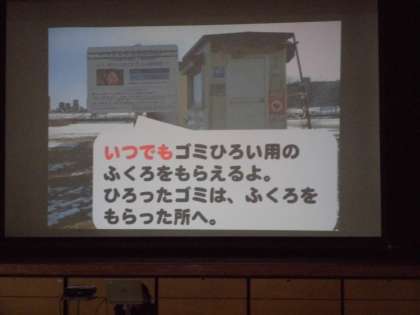 いつでもゴミひろい用の
ふくろをもらえるよ。
ひろったゴミは、ふくろを
もらった所へ。